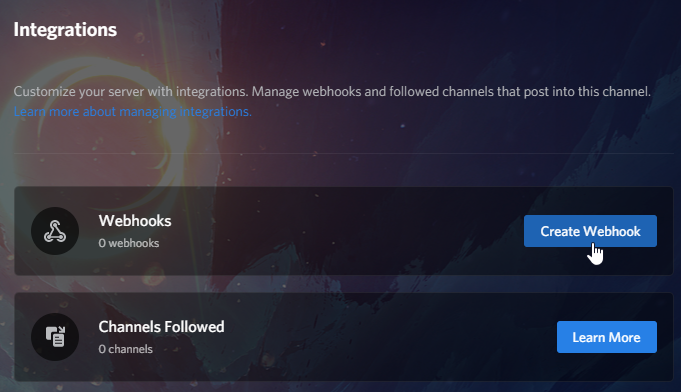 Integrations
Customize your server with integrations. Manage webhooks and followed channels that post into this channel.
Learn more about managing integrations.
Webhooks
0 webhooks
Create Webhook
Channels Followed
0 channels
Learn More